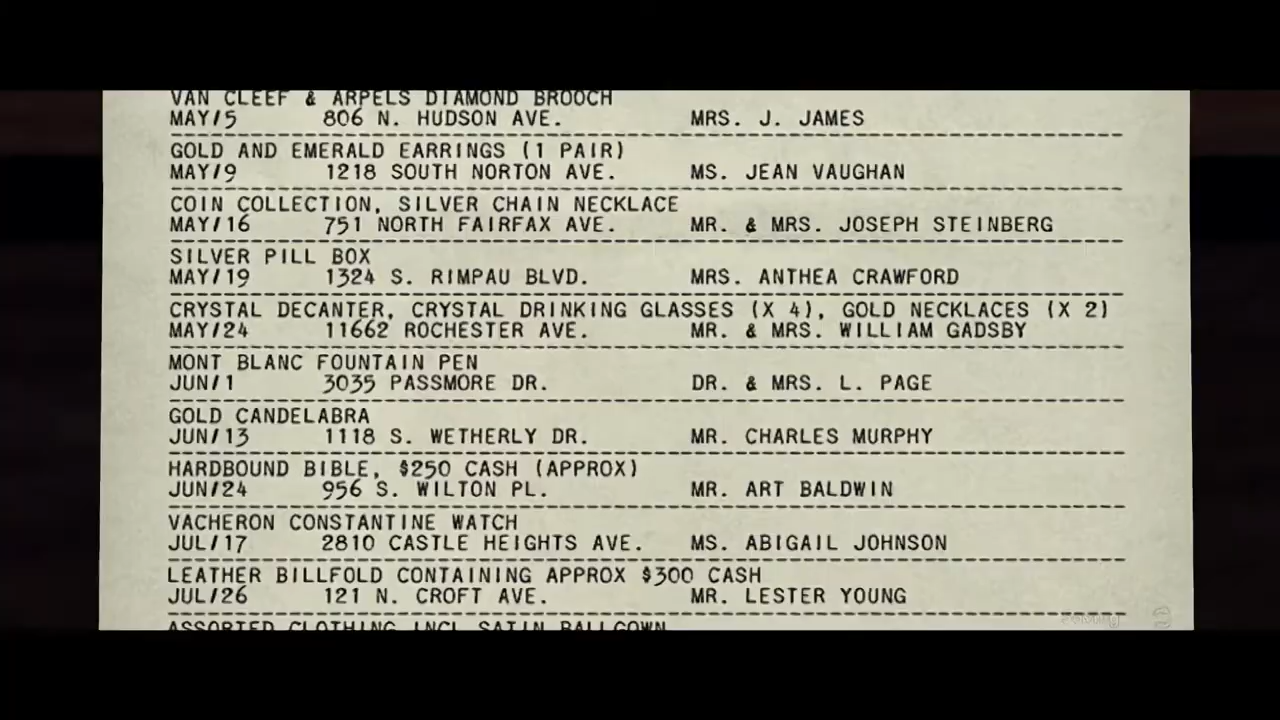 VAN CLEEF & ARPELS DIAMOND BROOCH
MAY/5 806 N. HUDSON AVE. MRS. J. JAMES
GOLD AND EMERALD EARRINGS (1 PAIR)
MAY/9 1218 SOUTH NORTON AVE. MS. JEAN VAUGHAN
COIN COLLECTION, SILVER CHAIN NECKLACE
MAY/16 751 NORTH FAIRFAX AVE. MR. & MRS. JOSEPH STEINBERG
SILVER PILL BOX
MAY/19 1324 S. RIMPAU BLVD. MRS. ANTHEA CRAWFORD
CRYSTAL DECANTER, CRYSTAL DRINKING GLASSES (X 4), GOLD NECKLACES (X 2)
MAY/24 11662 ROCHESTER AVE. MR. & MRS. WILLIAM GADSBY
MONT BLANC FOUNTAIN PEN
JUN/1 3035 PASSMORE DR. DR. & MRS. L. PAGE
GOLD CANDELABRA
JUN/13 1118 S. WETHERLY DR. MR. CHARLES MURPHY
HARDBOUND BIBLE, $250 CASH (APPROX)
JUN/24 956 S. WILTON PL. MR. ART BALDWIN
VACHERON CONSTANTINE WATCH
JUL/17 2810 CASTLE HEIGHTS AVE. MS. ABIGAIL JOHNSON
LEATHER BILLFOLD CONTAINING APPROX $300 CASH
JUL/26 121 N. CROFT AVE. MR. LESTER YOUNG
ASSORTED CLOTHING INCL SATIN BALLGOWN